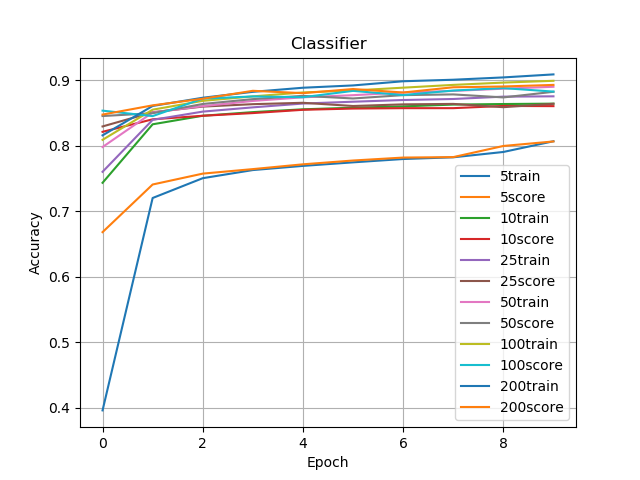 Classifier
Accuracy
0.9
0.8
0.7
0.6
0.5
0.4
0 2 4 6 8
Epoch
5train
5score
10train
10score
25train
25score
50train
50score
100train
100score
200train
200score